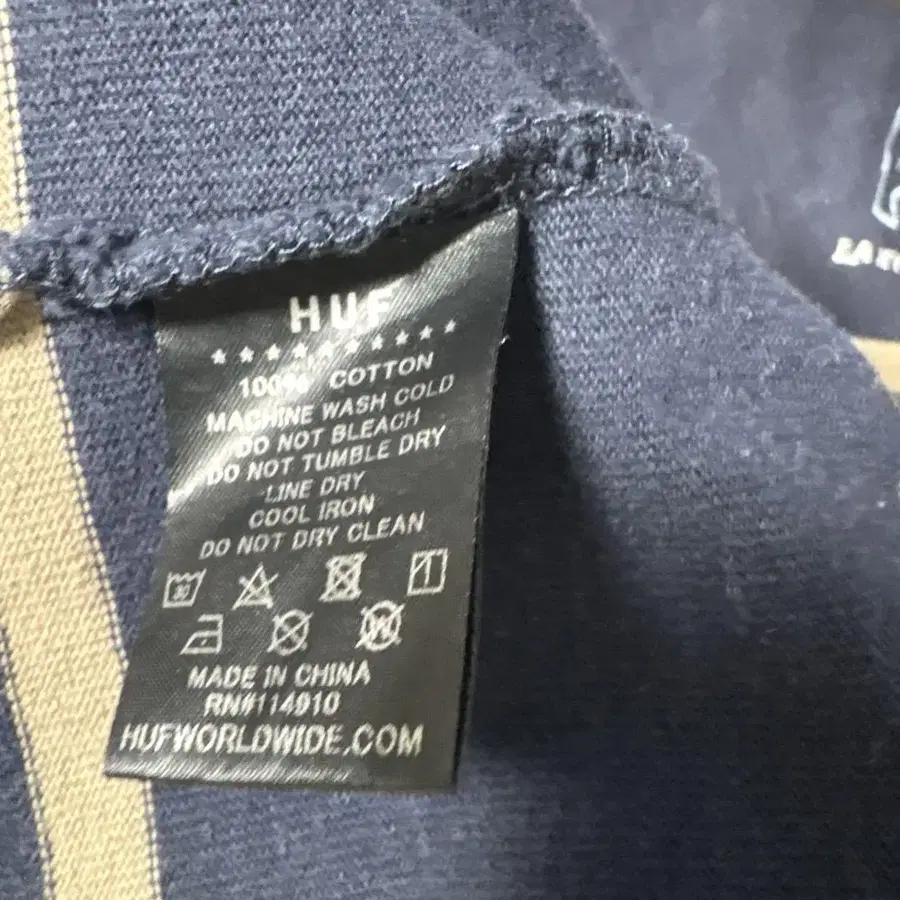 HUF
★★★★★★★★★★
100% COTTON
MACHINE WASH COLD
DO NOT BLEACH
DO NOT TUMBLE DRY
LINE DRY
COOL IRON
DO NOT DRY CLEAN
30
W
MADE IN CHINA
RN#114910
HUFWORLDWIDE.COM